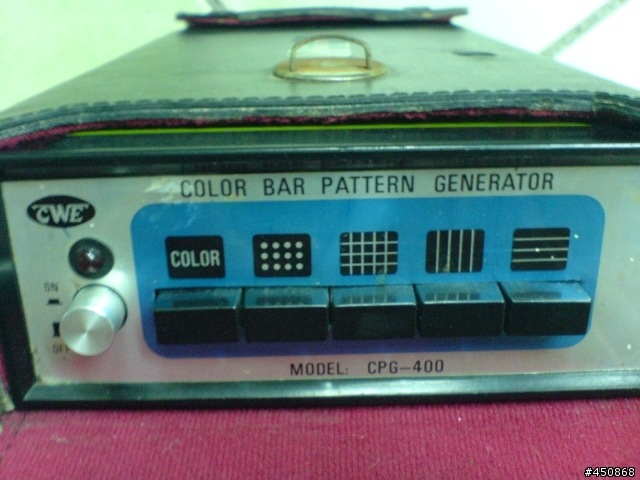 COLOR BAR PATTERN GENERATOR
CWE
COLOR
ON
OFF
MODEL: CPG-400
#450868